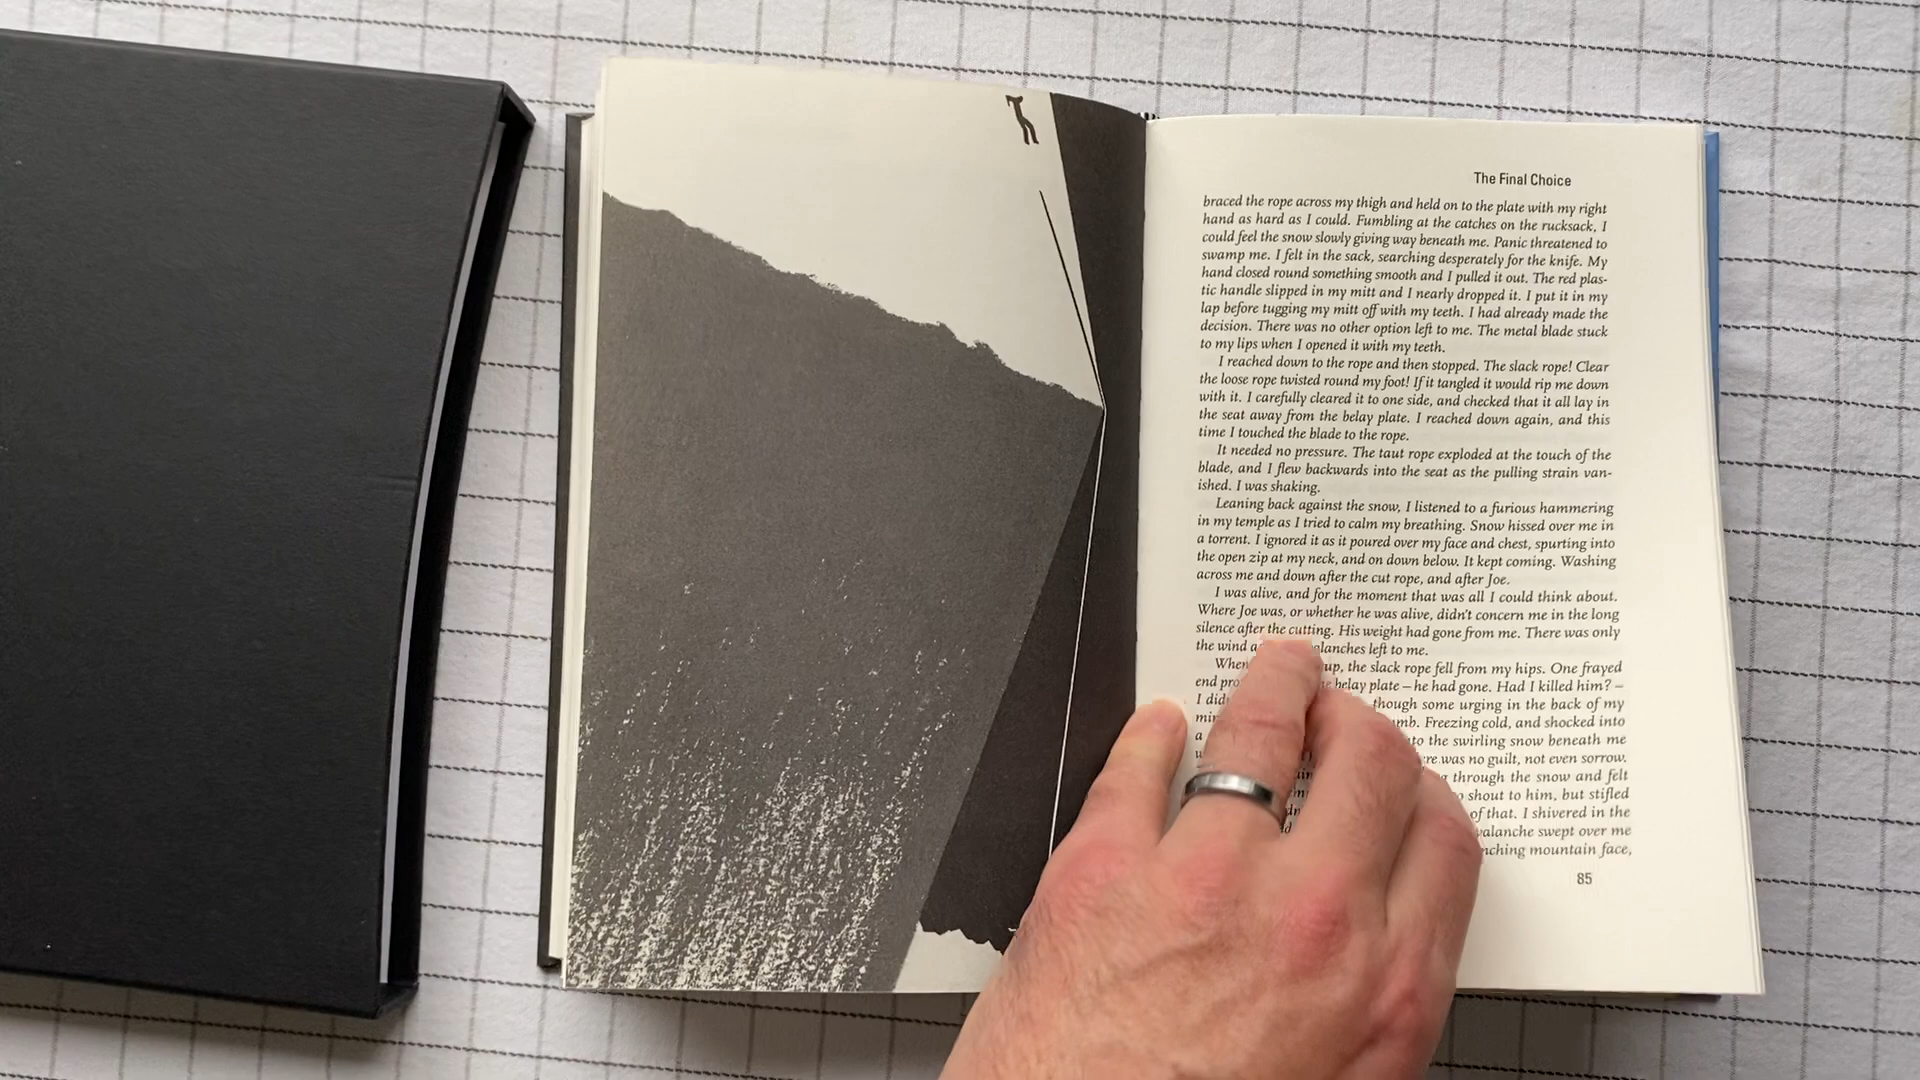 The Final Choice
braced the rope across my thigh and held on to the plate with my right
hand as hard as I could. Fumbling at the catches on the rucksack, I
could feel the snow slowly giving way beneath me. Panic threatened to
swamp me. I felt in the sack, searching desperately for the knife. My
hand closed round something smooth and I pulled it out. The red plas-
tic handle slipped in my mitt and I nearly dropped it. I put it in my
lap before tugging my mitt off with my teeth. I had already made the
decision. There was no other option left to me. The metal blade stuck
to my lips when I opened it with my teeth.
I reached down to the rope and then stopped. The slack rope! Clear
the loose rope twisted round my foot! If it tangled it would rip me down
with it. I carefully cleared it to one side, and checked that it all lay in
the seat away from the belay plate. I reached down again, and this
time I touched the blade to the rope.
It needed no pressure. The taut rope exploded at the touch of the
blade, and I flew backwards into the seat as the pulling strain van-
ished. I was shaking.
Leaning back against the snow, I listened to a furious hammering
in my temple as I tried to calm my breathing. Snow hissed over me in
a torrent. I ignored it as it poured over my face and chest, spurting into
the open zip at my neck, and on down below. It kept coming. Washing
across me and down after the cut rope, and after Joe.
I was alive, and for the moment that was all I could think about.
Where Joe was, or whether he was alive, didn't concern me in the long
silence after the cutting. His weight had gone from me. There was only
the wind left to me.
When up, the slack rope fell from my hips. One frayed
end belay plate – he had gone. Had I killed him? –
I though some urging in the back of my
Freezing cold, and shocked into
a to the swirling snow beneath me
was no guilt, not even sorrow.
through the snow and felt
shout to him, but stifled
of that. I shivered in the
swept over me
mountain face,
85